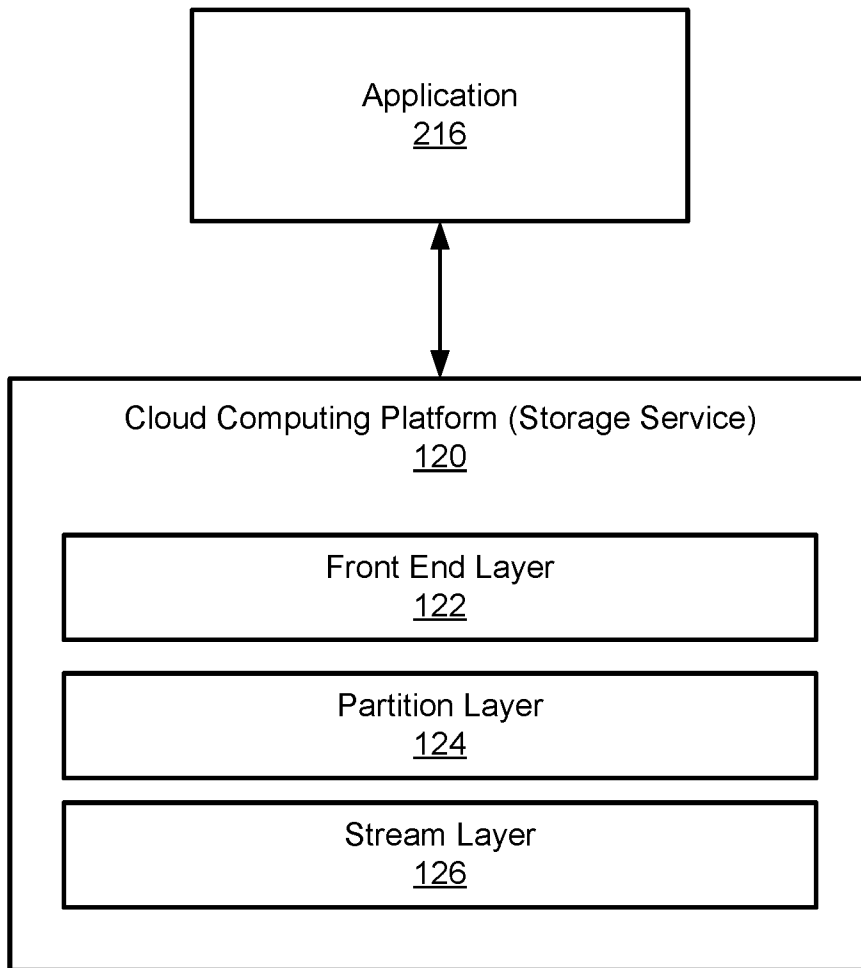 Application
216
Cloud Computing Platform (Storage Service)
120
Front End Layer
122
Partition Layer
124
Stream Layer
126